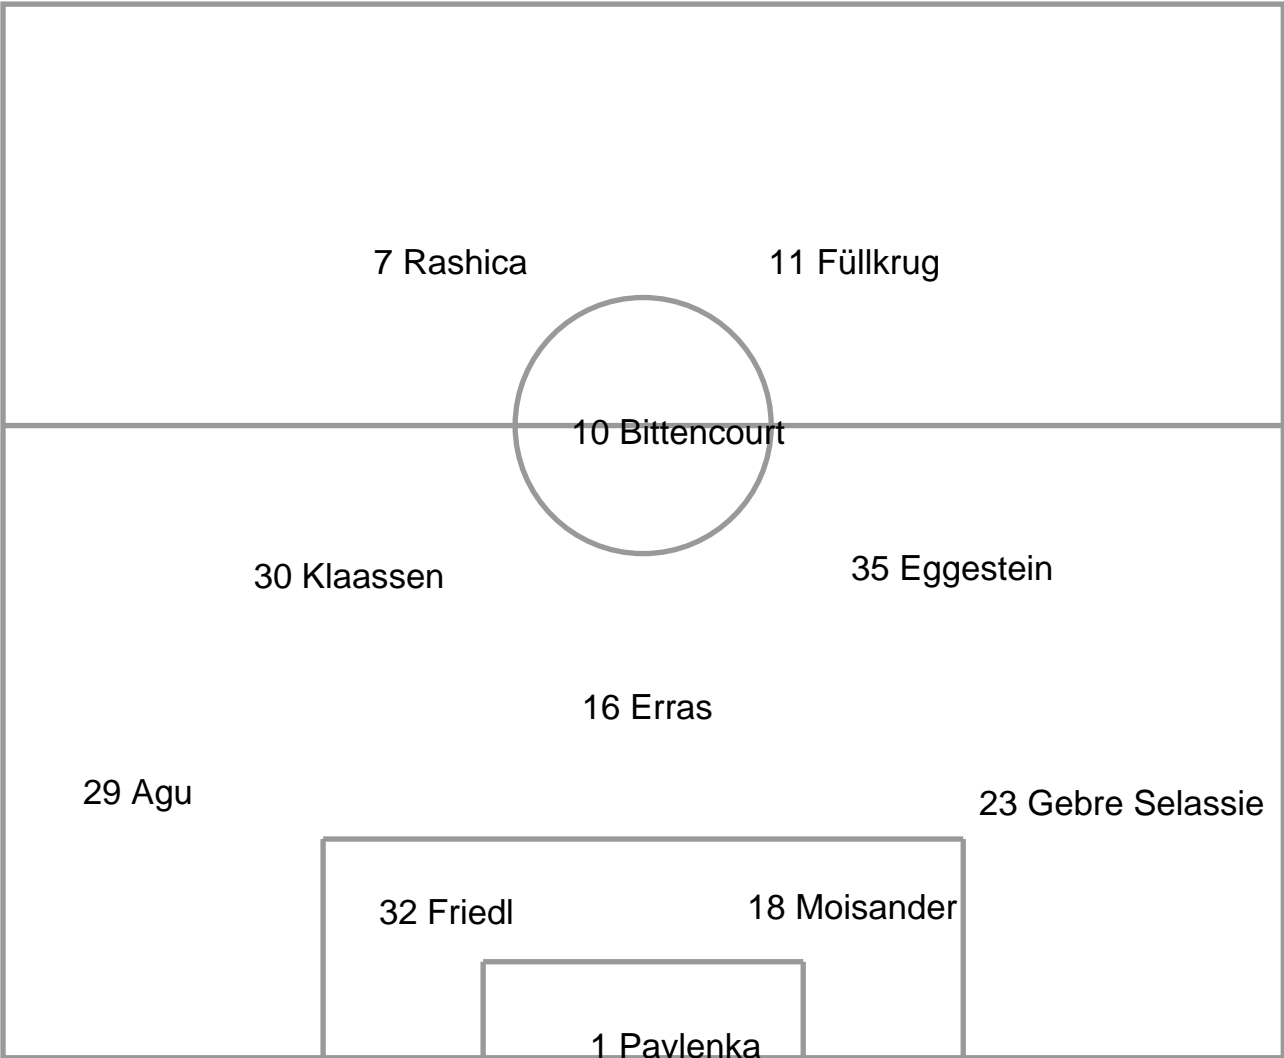 7 Rashica
11 Füllkrug
10 Bittencourt
30 Klaassen
35 Eggestein
16 Erras
29 Agu
23 Gebre Selassie
32 Friedl
18 Moisander
1 Pavlenka